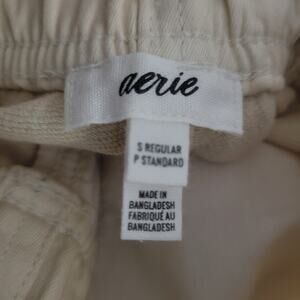 aerie
S REGULAR
P STANDARD
MADE IN
BANGLADESH
FABRIQUÉ AU
BANGLADESH